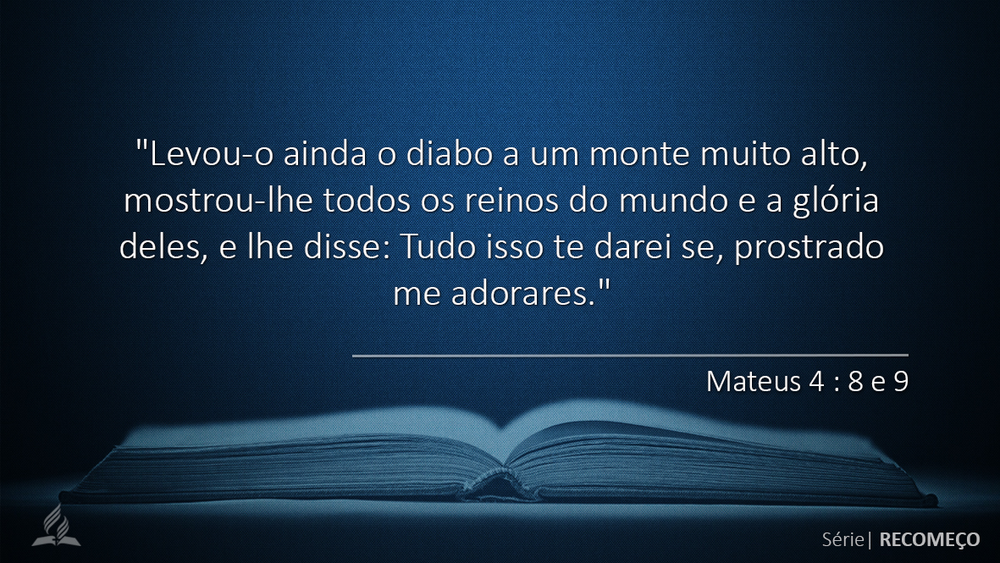 "Levou-o ainda o diabo a um monte muito alto,
mostrou-lhe todos os reinos do mundo e a glória
deles, e lhe disse: Tudo isso te darei se, prostrado
me adorares."
Mateus 4 : 8 e 9
Série| RECOMEÇO